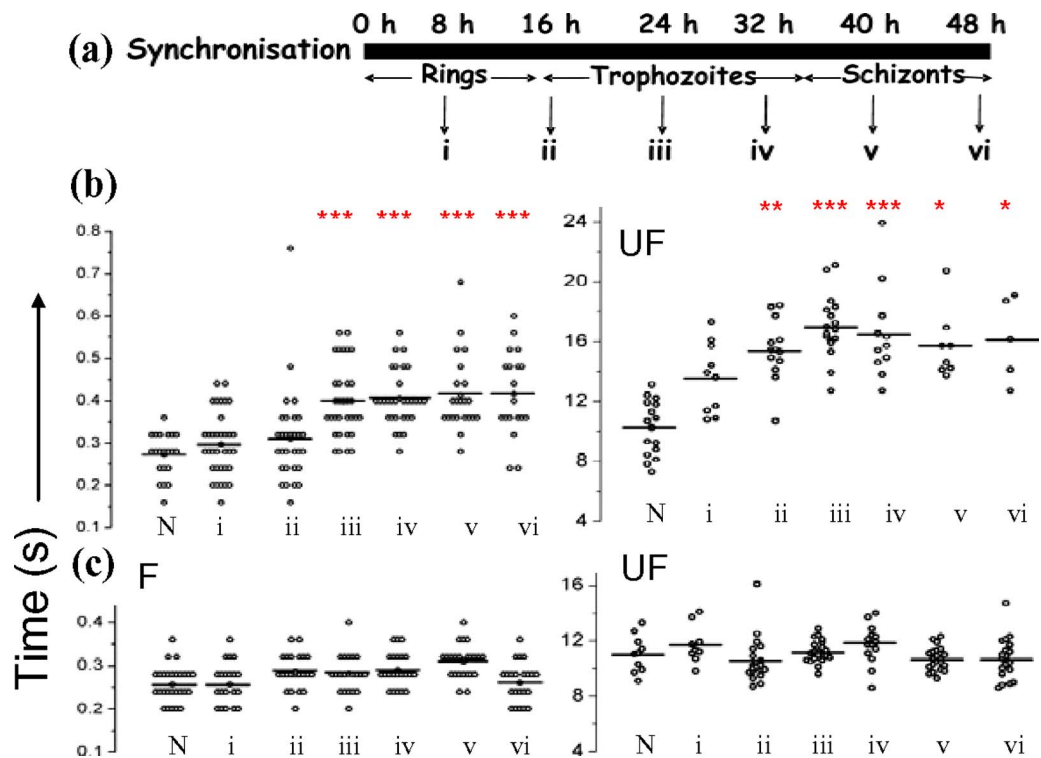 0 h 8 h 16 h 24 h 32 h 40 h 48 h
(a) Synchronisation
Rings Trophozoites Schizonts
i ii iii iv v vi
(b)
*** *** *** ***
0.8
0.7
0.6
0.5
0.4
0.3
0.2
0.1
N i ii iii iv v vi
** *** *** * *
UF
24
20
16
12
8
4
N i ii iii iv v vi
Time (s)
(c)
F
0.4
0.3
0.2
0.1
N i ii iii iv v vi
UF
16
12
8
4
N i ii iii iv v vi